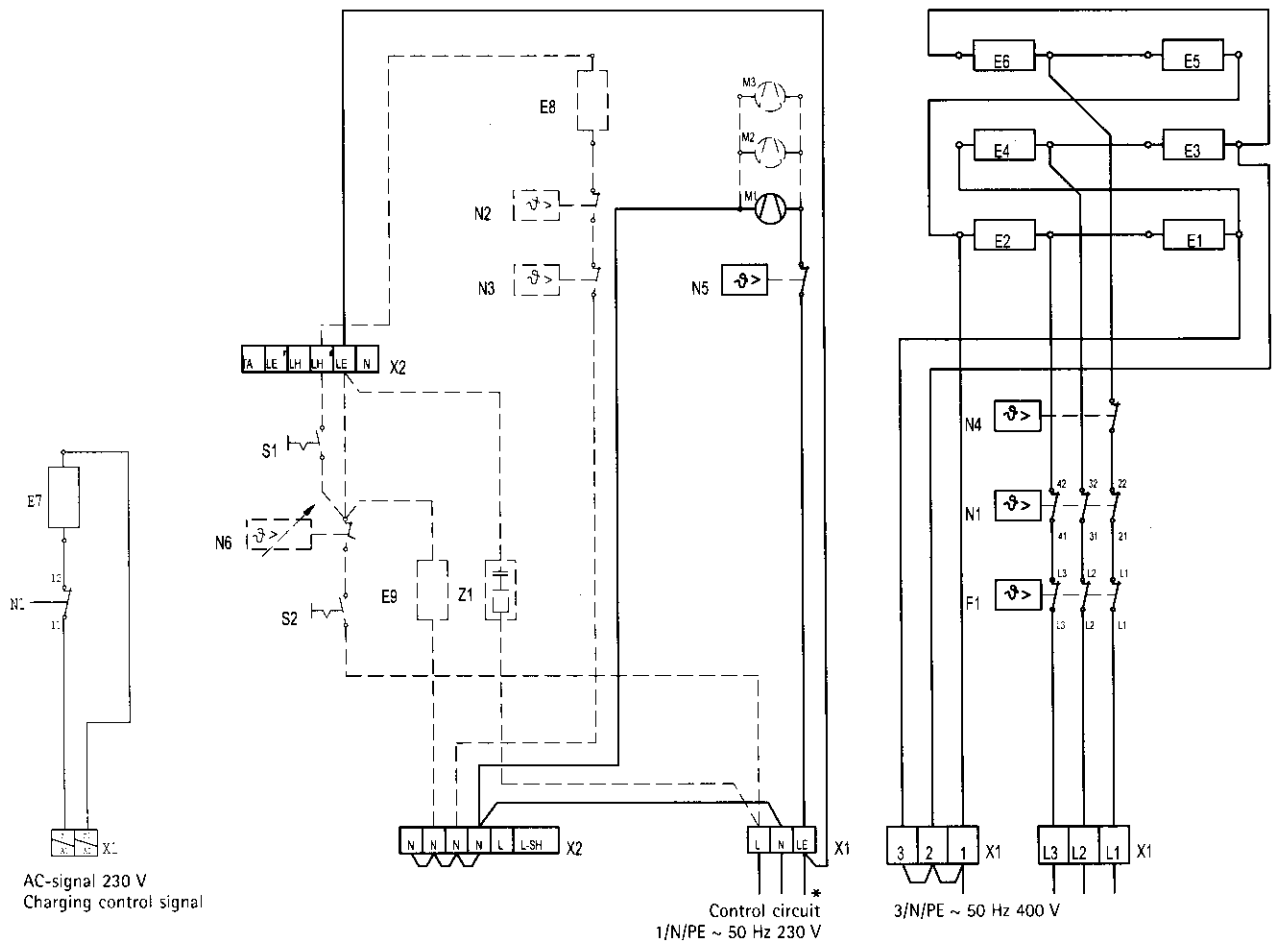 E6
E5
M3
E8
M2
E4
E3
N2
ϑ>
M1
E2
E1
N3
ϑ>
N5
ϑ>
LE LH LH LE N
X2
N4
ϑ>
S1
E7
42 32 22
N1
ϑ>
N6
ϑ>
41 31 21
12
L3 L2 L1
N1
E9
Z1
F1
ϑ>
11
S2
L3 L2 L1
N N N N L L-SH
X2
L N LE
X1
3 2 1
X1
L3 L2 L1
X1
X1
AC-signal 230 V
Charging control signal
*
Control circuit
1/N/PE ~ 50 Hz 230 V
3/N/PE ~ 50 Hz 400 V